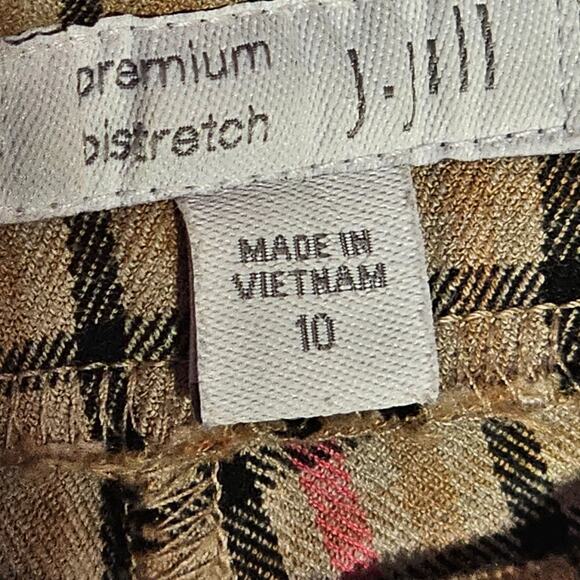 premium
bistretch
j.jill
MADE IN
VIETNAM
10